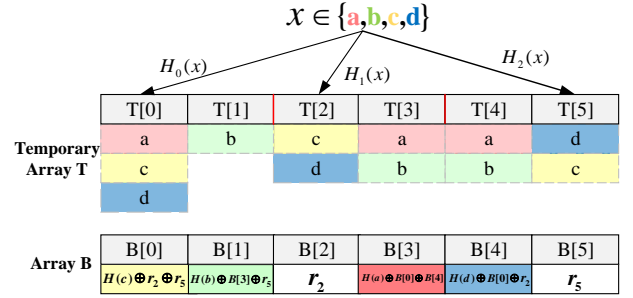 x ∈ {a,b,c,d}
H₀(x) H₁(x) H₂(x)
T[0] T[1] T[2] T[3] T[4] T[5]
Temporary Array T
a b c a a d
c d b b c
d
Array B
B[0] B[1] B[2] B[3] B[4] B[5]
H(c)⊕r₂⊕r₅ H(b)⊕B[3]⊕r₅ r₂ H(a)⊕B[0]⊕B[4] H(d)⊕B[0]⊕r₂ r₅